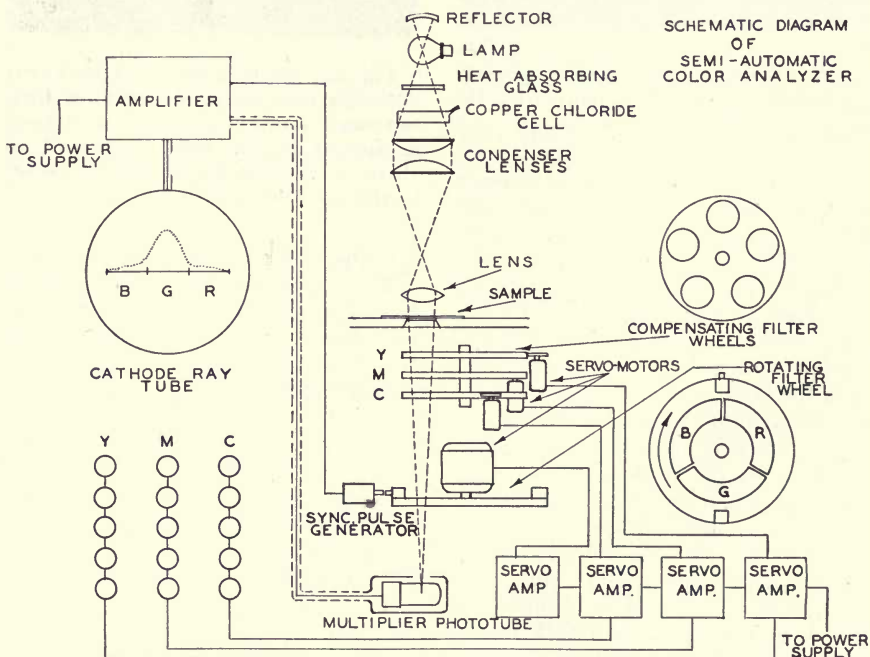 REFLECTOR
LAMP
HEAT ABSORBING
GLASS
COPPER CHLORIDE
CELL
CONDENSER
LENSES
SCHEMATIC DIAGRAM
OF
SEMI-AUTOMATIC
COLOR ANALYZER
AMPLIFIER
TO POWER
SUPPLY
B G R
CATHODE RAY
TUBE
LENS
SAMPLE
COMPENSATING FILTER
WHEELS
Y
M
C
SERVO-MOTORS
ROTATING
FILTER
WHEEL
B R
G
Y M C
SYNC. PULSE
GENERATOR
MULTIPLIER PHOTOTUBE
SERVO
AMP
SERVO
AMP.
SERVO
AMP.
SERVO
AMP.
TO POWER
SUPPLY